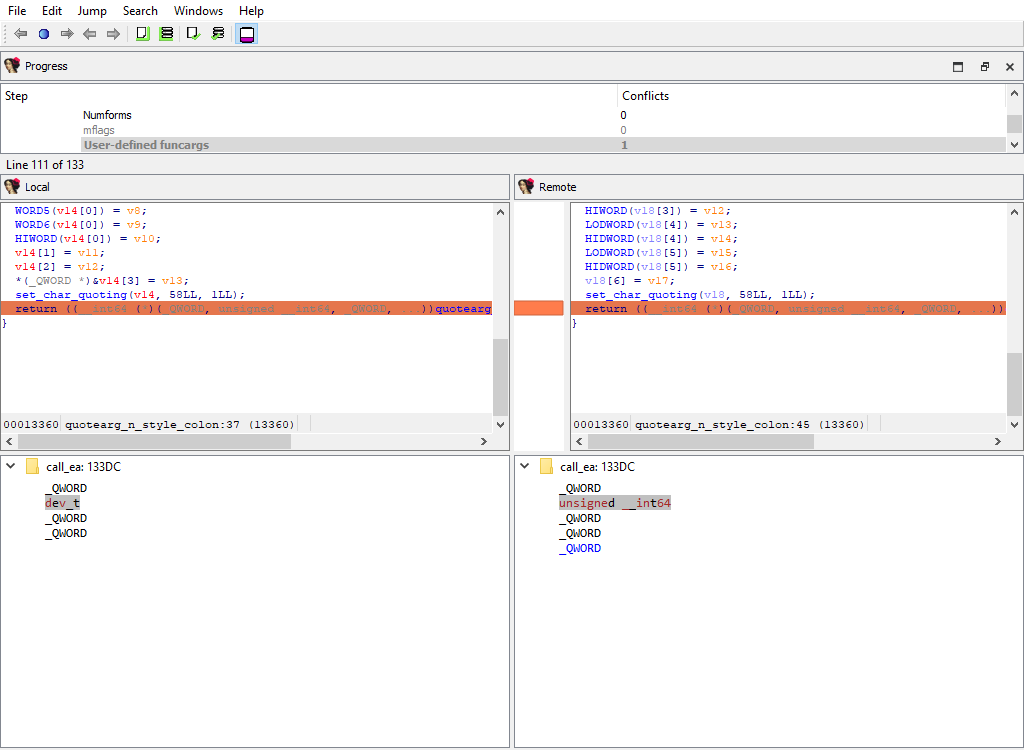 File Edit Jump Search Windows Help
Progress
Step Conflicts
Numforms 0
mflags 0
User-defined funcargs 1
Line 111 of 133
Local
Remote
WORD5(v14[0]) = v8;
WORD6(v14[0]) = v9;
HIWORD(v14[0]) = v10;
v14[1] = v11;
v14[2] = v12;
*(_QWORD *)&v14[3] = v13;
set_char_quoting(v14, 58LL, 1LL);
return ((__int64 (*)(_QWORD, unsigned __int64, _QWORD, ...))quotearg
}
00013360 quotearg_n_style_colon:37 (13360)
HIWORD(v18[3]) = v12;
LODWORD(v18[4]) = v13;
HIDWORD(v18[4]) = v14;
LODWORD(v18[5]) = v15;
HIDWORD(v18[5]) = v16;
v18[6] = v17;
set_char_quoting(v18, 58LL, 1LL);
return ((__int64 (*)(_QWORD, unsigned __int64, _QWORD, ...))
}
00013360 quotearg_n_style_colon:45 (13360)
call_ea: 133DC
_QWORD
dev_t
_QWORD
_QWORD
call_ea: 133DC
_QWORD
unsigned __int64
_QWORD
_QWORD
_QWORD